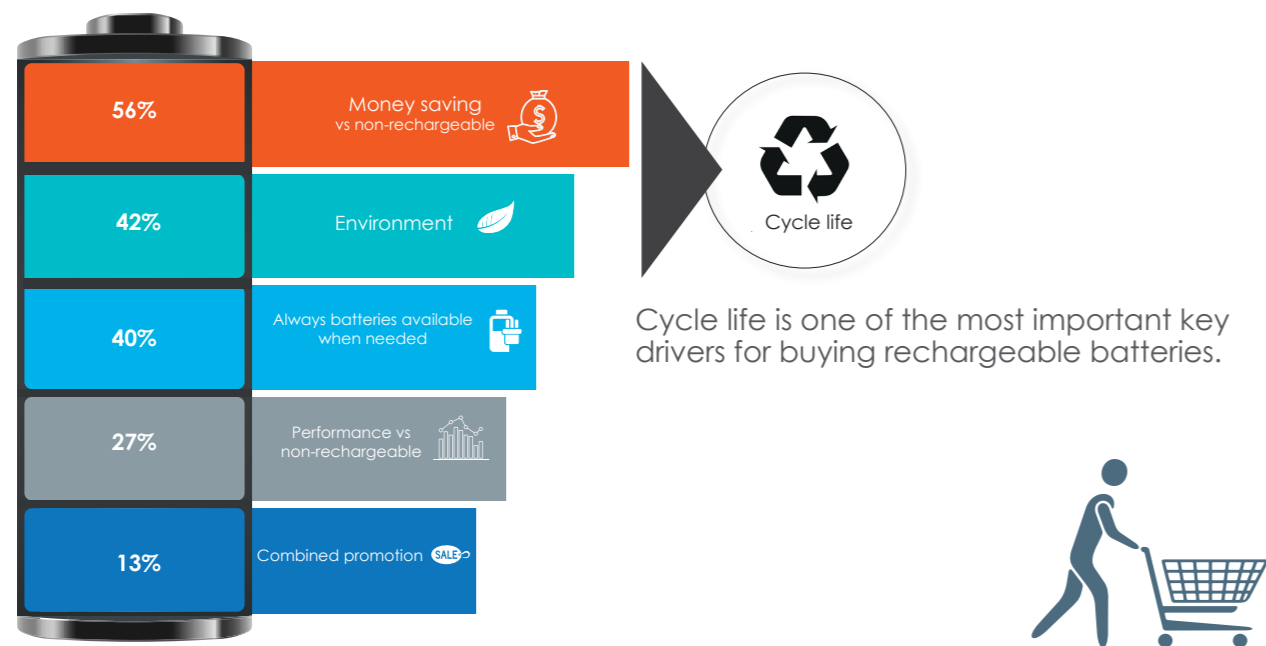 56%
Money saving
vs non-rechargeable
$
42%
Environment
40%
Always batteries available
when needed
27%
Performance vs
non-rechargeable
13%
Combined promotion
SALE
Cycle life
Cycle life is one of the most important key
drivers for buying rechargeable batteries.